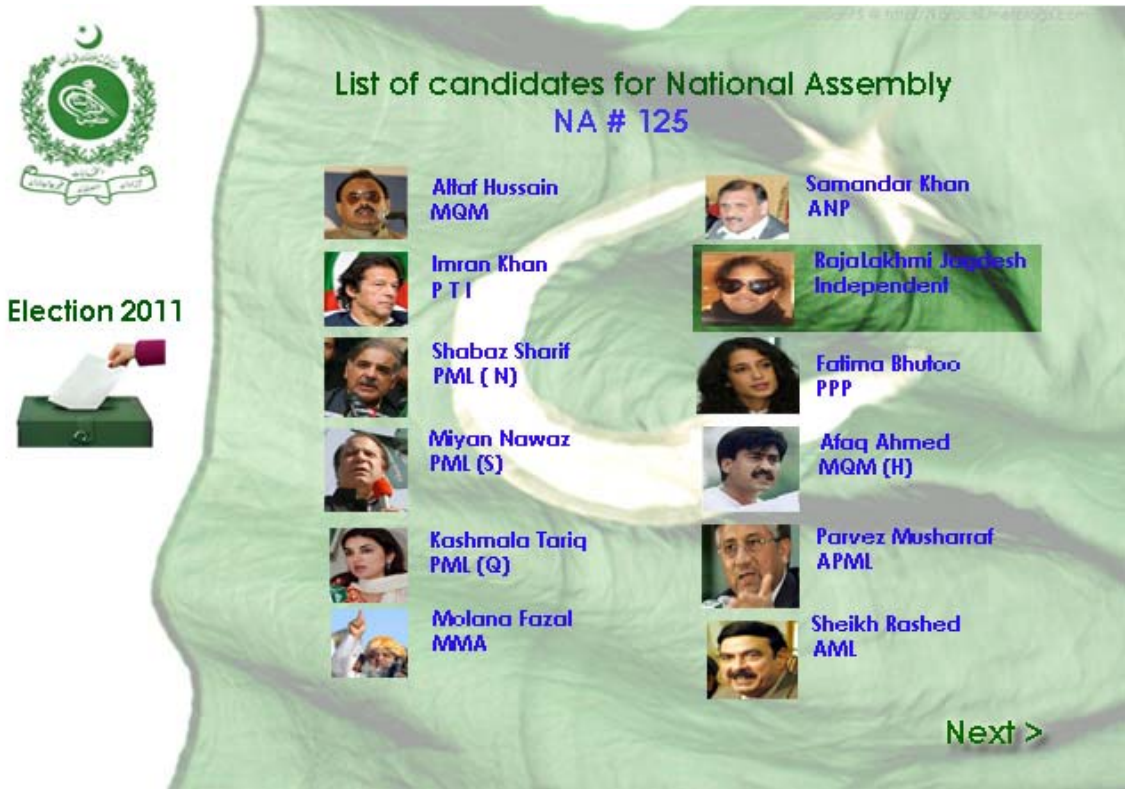 List of candidates for National Assembly
NA # 125
Election 2011
Altaf Hussain
MQM
Imran Khan
P T I
Shabaz Sharif
PML ( N)
Miyan Nawaz
PML (S)
Kashmala Tariq
PML (Q)
Molana Fazal
MMA
Samandar Khan
ANP
RajaLakhmi Jagdesh
Independent
Fatima Bhutoo
PPP
Afaq Ahmed
MQM (H)
Parvez Musharraf
APML
Sheikh Rashed
AML
Next >